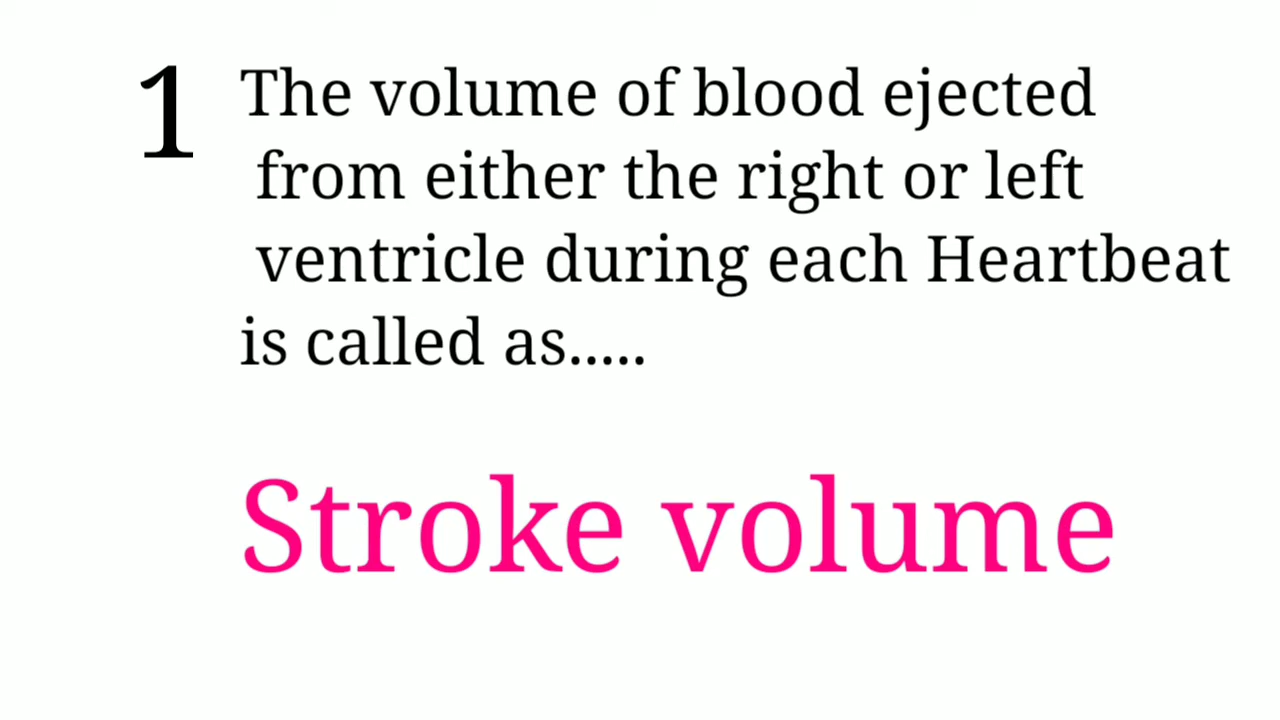 1 The volume of blood ejected
from either the right or left
ventricle during each Heartbeat
is called as.....
Stroke volume